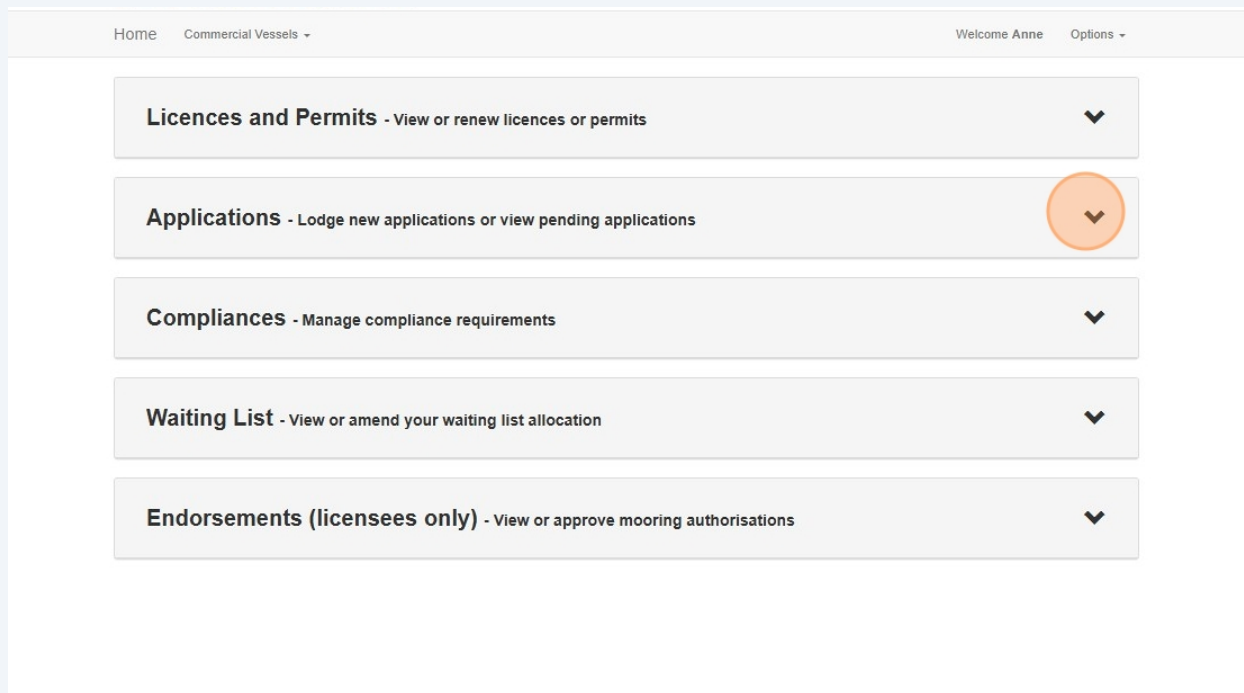 Home Commercial Vessels Welcome Anne Options
Licences and Permits - View or renew licences or permits
Applications - Lodge new applications or view pending applications
Compliances - Manage compliance requirements
Waiting List - View or amend your waiting list allocation
Endorsements (licensees only) - View or approve mooring authorisations